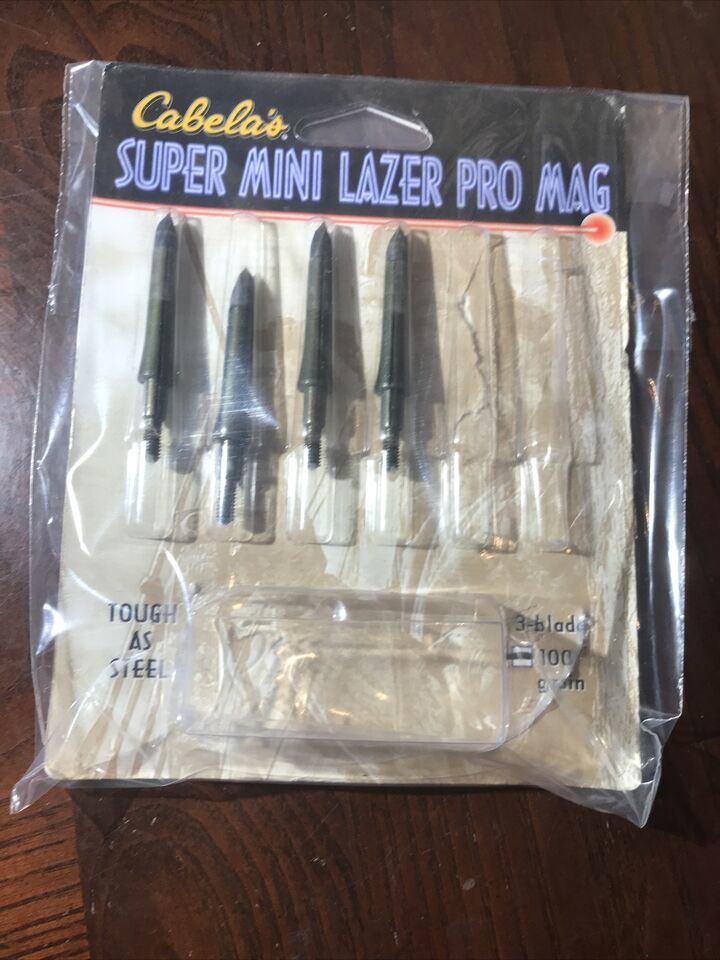 Cabela's
SUPER MINI LAZER PRO MAG
TOUGH
AS
STEEL
3-blade
100
grain